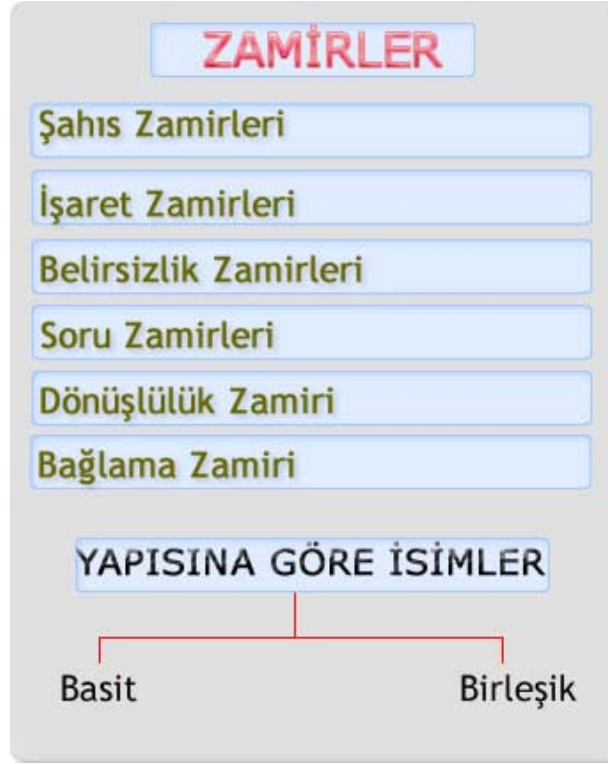 ZAMİRLER
Şahıs Zamirleri
İşaret Zamirleri
Belirsizlik Zamirleri
Soru Zamirleri
Dönüşlülük Zamiri
Bağlama Zamiri
YAPISINA GÖRE İSİMLER
Basit
Birleşik